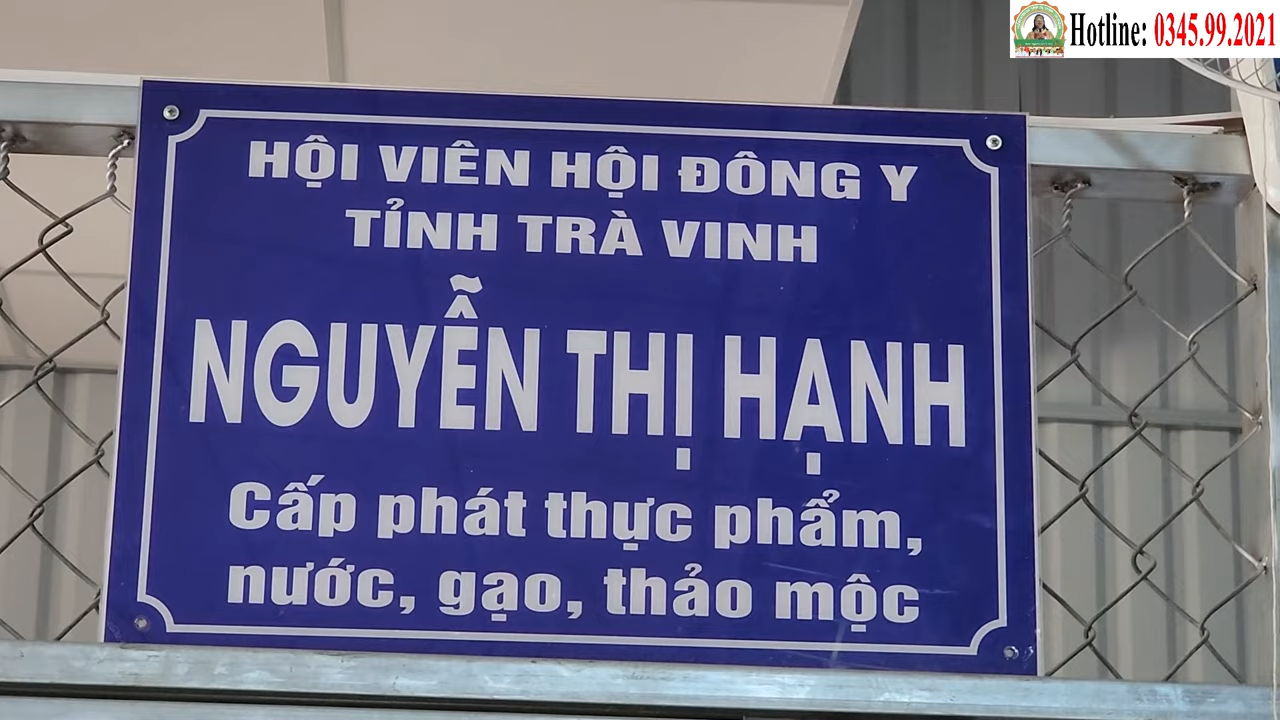 Hotline: 0345.99.2021
HỘI VIÊN HỘI ĐÔNG Y
TỈNH TRÀ VINH
NGUYỄN THỊ HẠNH
Cấp phát thực phẩm,
nước, gạo, thảo mộc